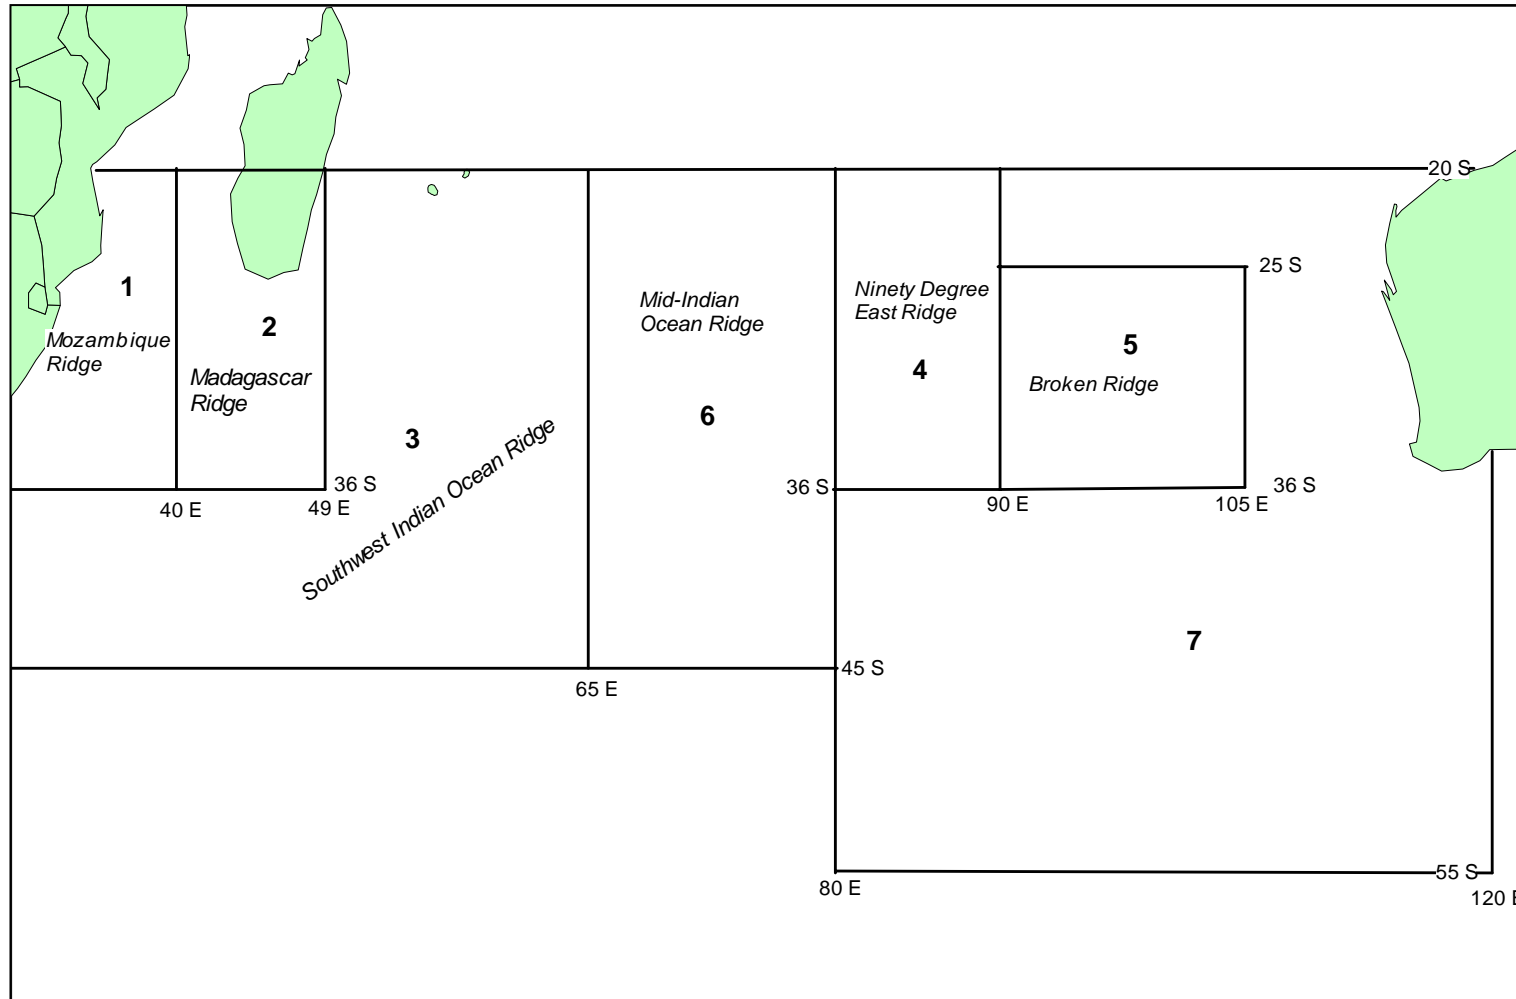 20 S
25 S
1
Mozambique
Ridge
2
Madagascar
Ridge
3
Southwest Indian Ocean Ridge
Mid-Indian
Ocean Ridge
6
Ninety Degree
East Ridge
4
5
Broken Ridge
36 S
36 S
36 S
40 E
49 E
90 E
105 E
7
45 S
65 E
55 S
80 E
120 E